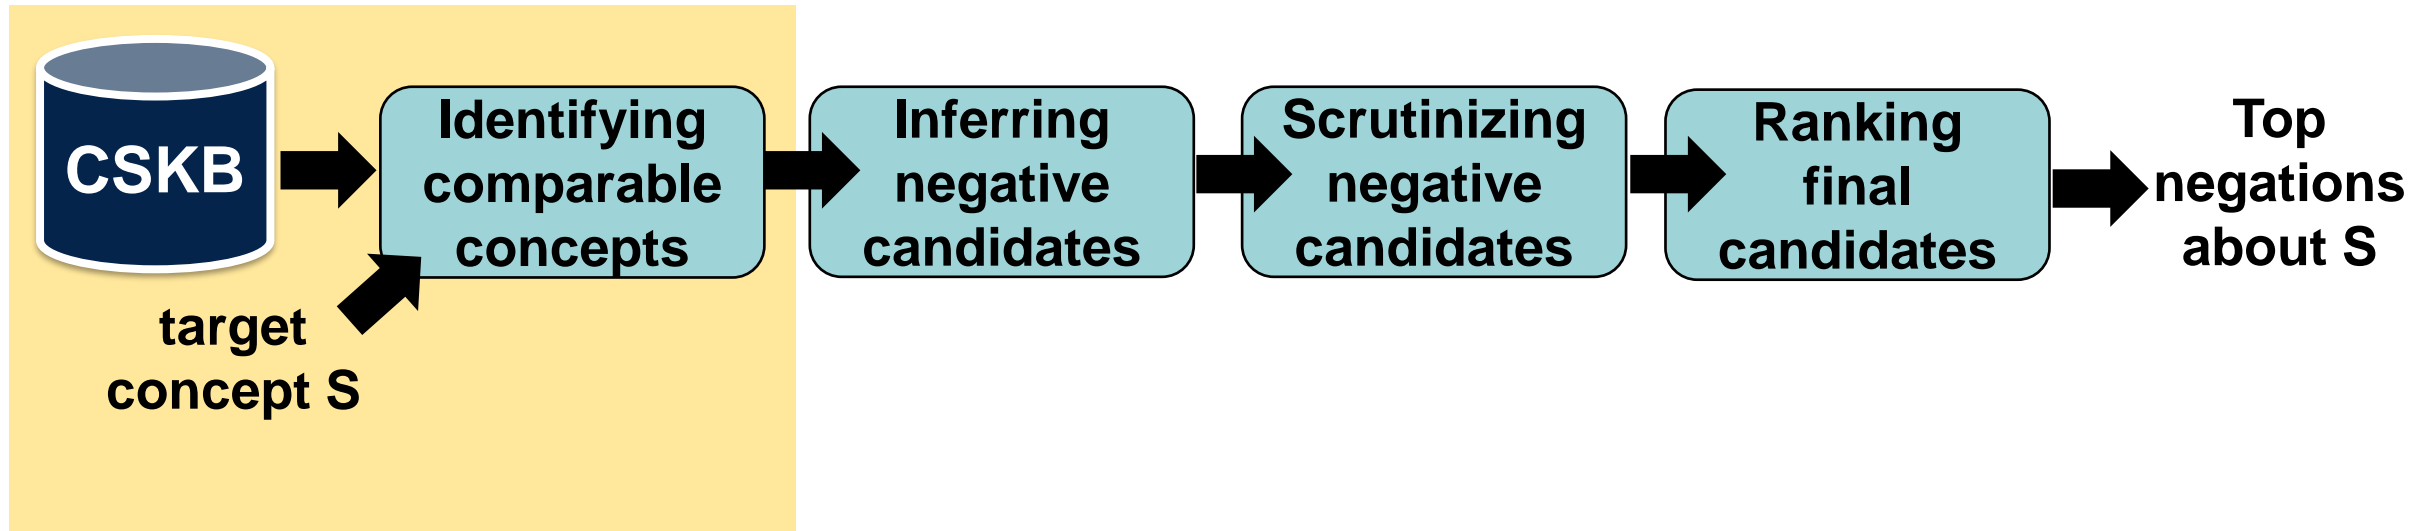 CSKB
target
concept S
Identifying
comparable
concepts
Inferring
negative
candidates
Scrutinizing
negative
candidates
Ranking
final
candidates
Top
negations
about S